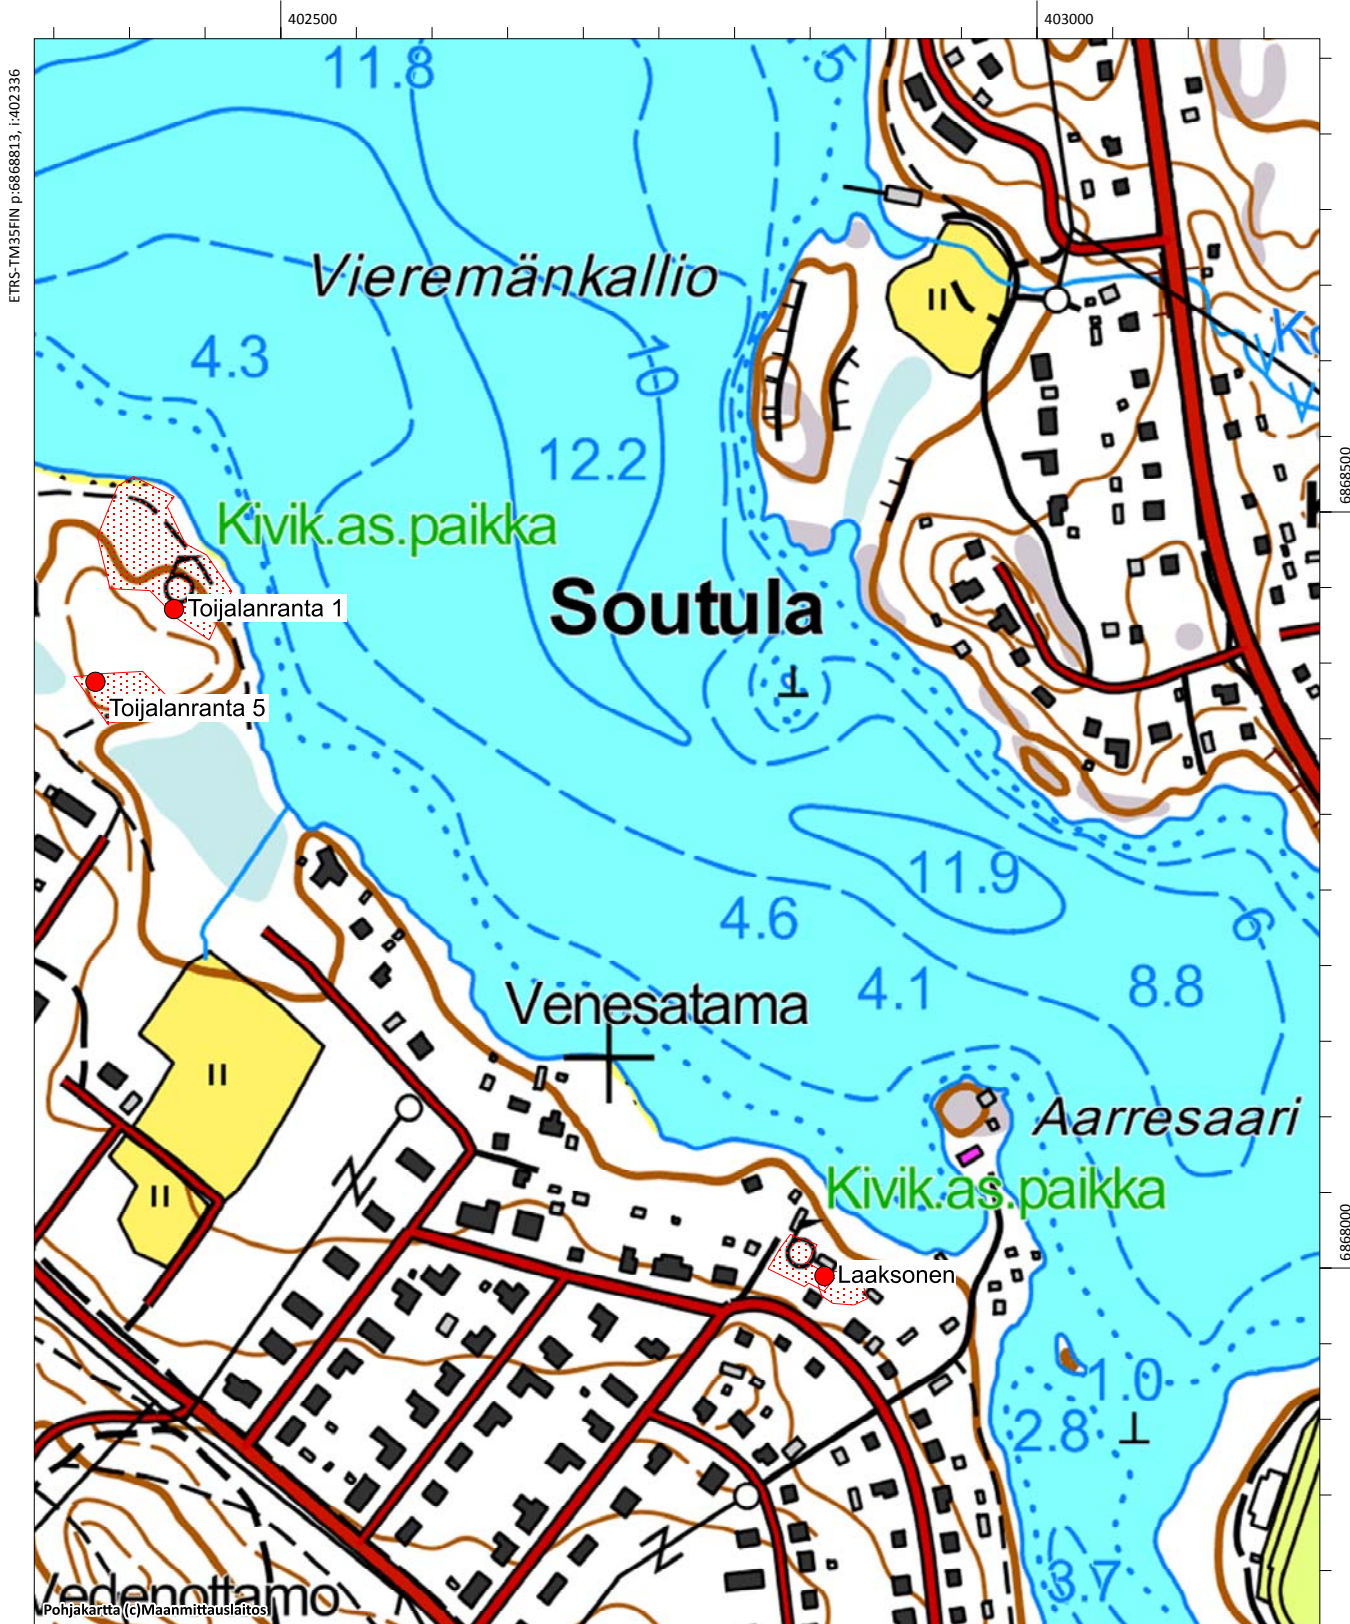 402500
403000
ETRS-TM35FIN p:6868813, i:402336
11.8
Vieremänkallio
4.3
10
12.2
6868500
Kivik.as.paikka
Soutula
Toijalanranta 1
Toijalanranta 5
11.9
4.6
6
Venesatama
4.1
8.8
Aarresaari
Kivik.as.paikka
6868000
Laaksonen
1.0
2.8
3.7
Vedenottamo
Pohjakartta (c)Maanmittauslaitos